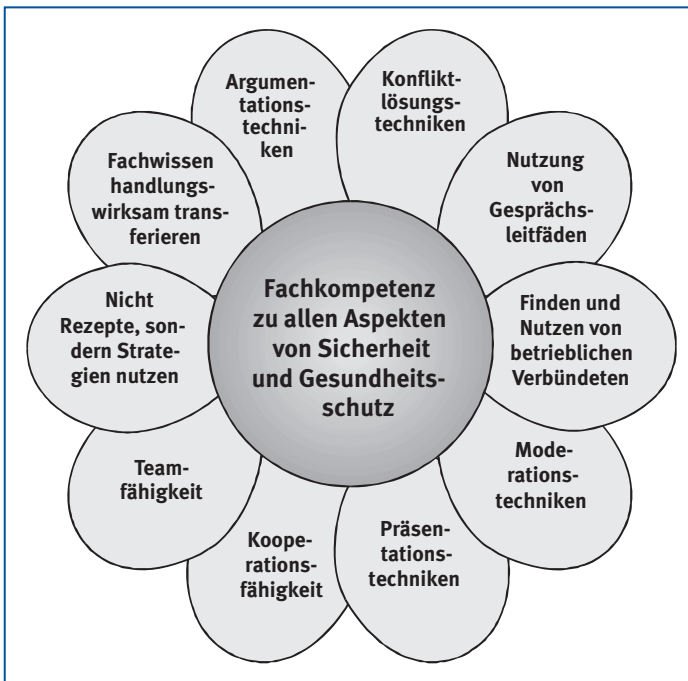 Argumen-
tations-
techni-
ken
Konflikt-
lösungs-
techniken
Nutzung
von
Gesprächs-
leitfäden
Finden und
Nutzen von
betrieblichen
Verbündeten
Mode-
rations-
techniken
Präsen-
tations-
techniken
Koope-
rations-
fähigkeit
Team-
fähigkeit
Nicht
Rezepte, son-
dern Strate-
gien nutzen
Fachwissen
handlungs-
wirksam trans-
ferieren
Fachkompetenz
zu allen Aspekten
von Sicherheit
und Gesundheits-
schutz